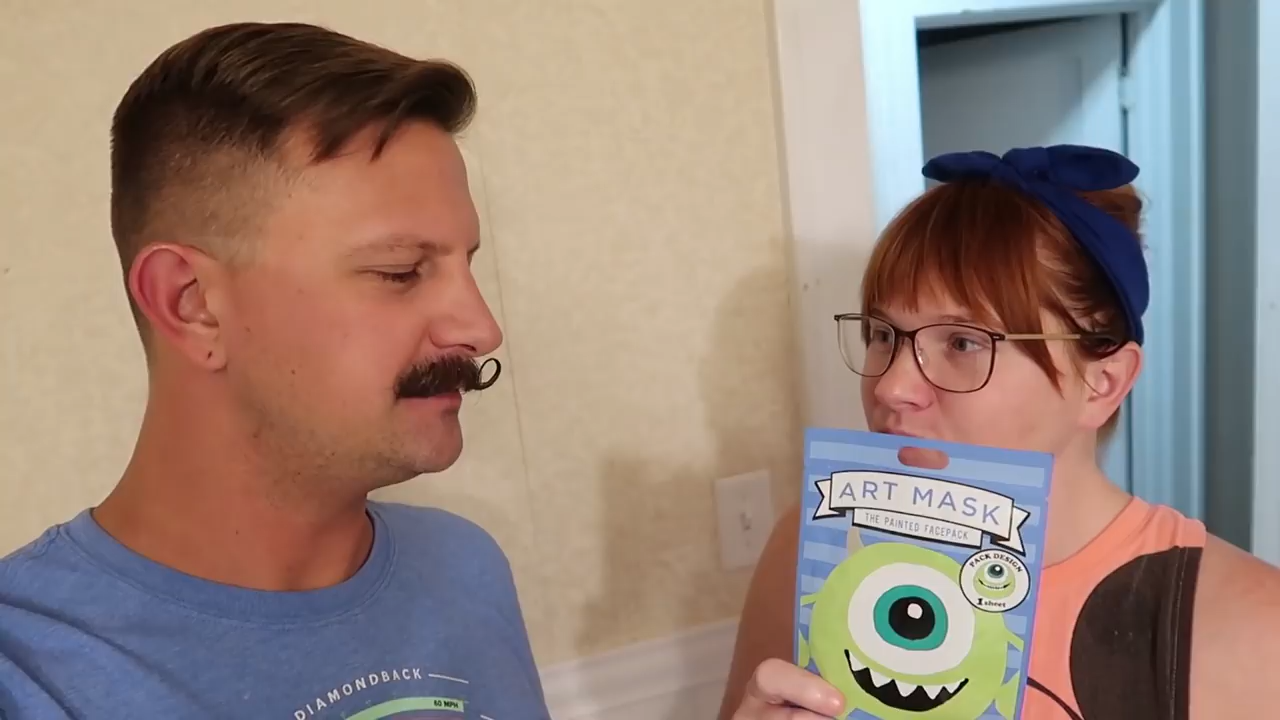 ART MASK
THE PAINTED FACEPACK
PACK DESIGN
1 sheet
DIAMONDBACK
60 MPH